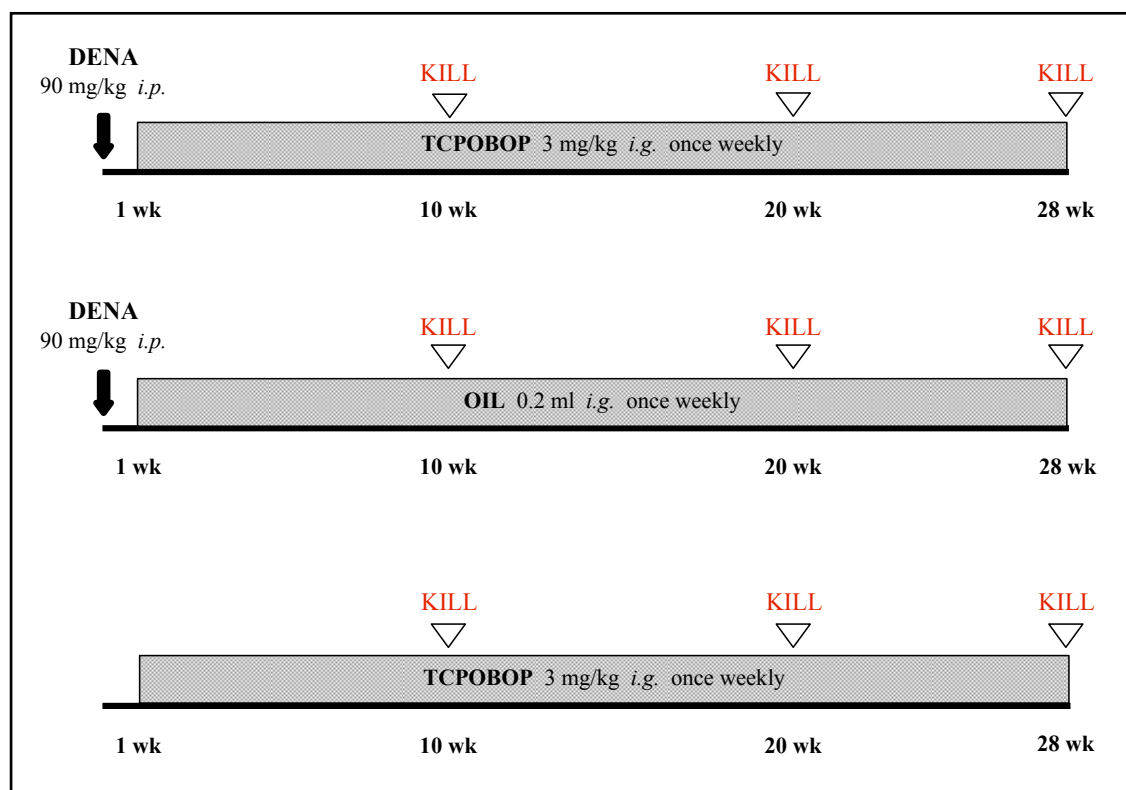 DENA
90 mg/kg i.p.
KILL KILL KILL
TCPOBOP 3 mg/kg i.g. once weekly
1 wk 10 wk 20 wk 28 wk
DENA
90 mg/kg i.p.
KILL KILL KILL
OIL 0.2 ml i.g. once weekly
1 wk 10 wk 20 wk 28 wk
KILL KILL KILL
TCPOBOP 3 mg/kg i.g. once weekly
1 wk 10 wk 20 wk 28 wk